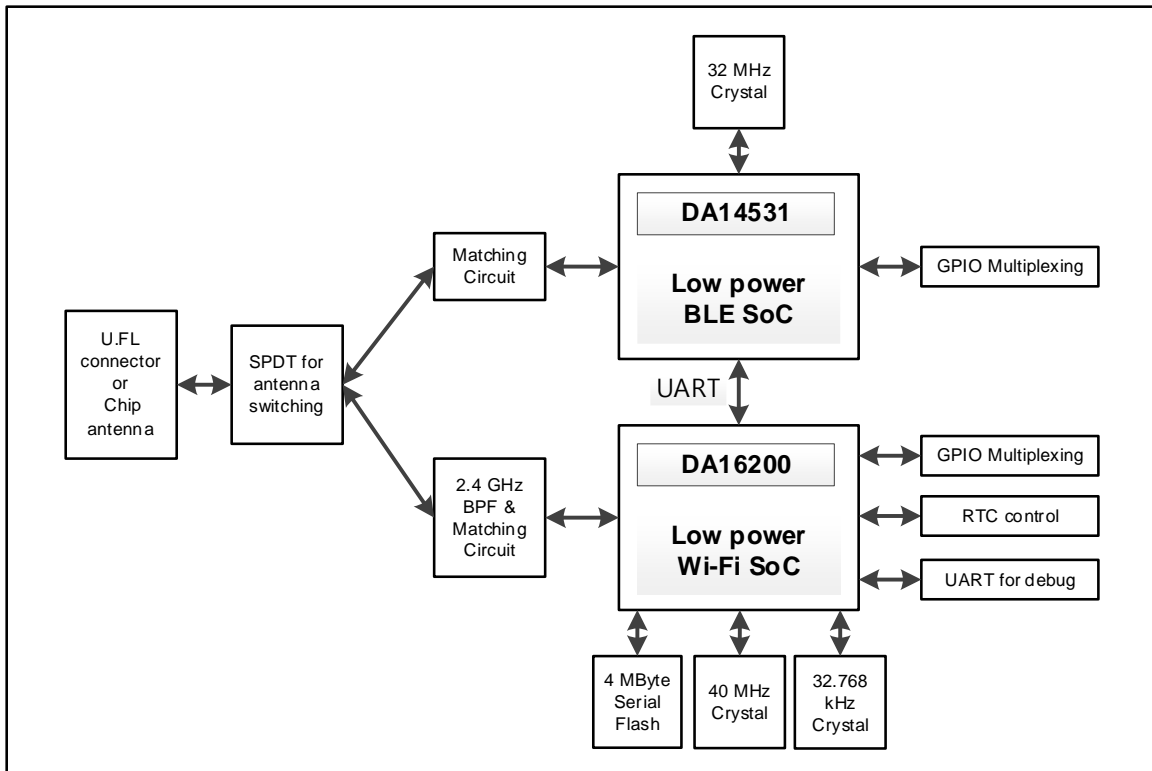 32 MHz
Crystal
DA14531
Low power
BLE SoC
Matching
Circuit
GPIO Multiplexing
U.FL
connector
or
Chip
antenna
SPDT for
antenna
switching
UART
DA16200
Low power
Wi-Fi SoC
2.4 GHz
BPF &
Matching
Circuit
GPIO Multiplexing
RTC control
UART for debug
4 MByte
Serial
Flash
40 MHz
Crystal
32.768
kHz
Crystal